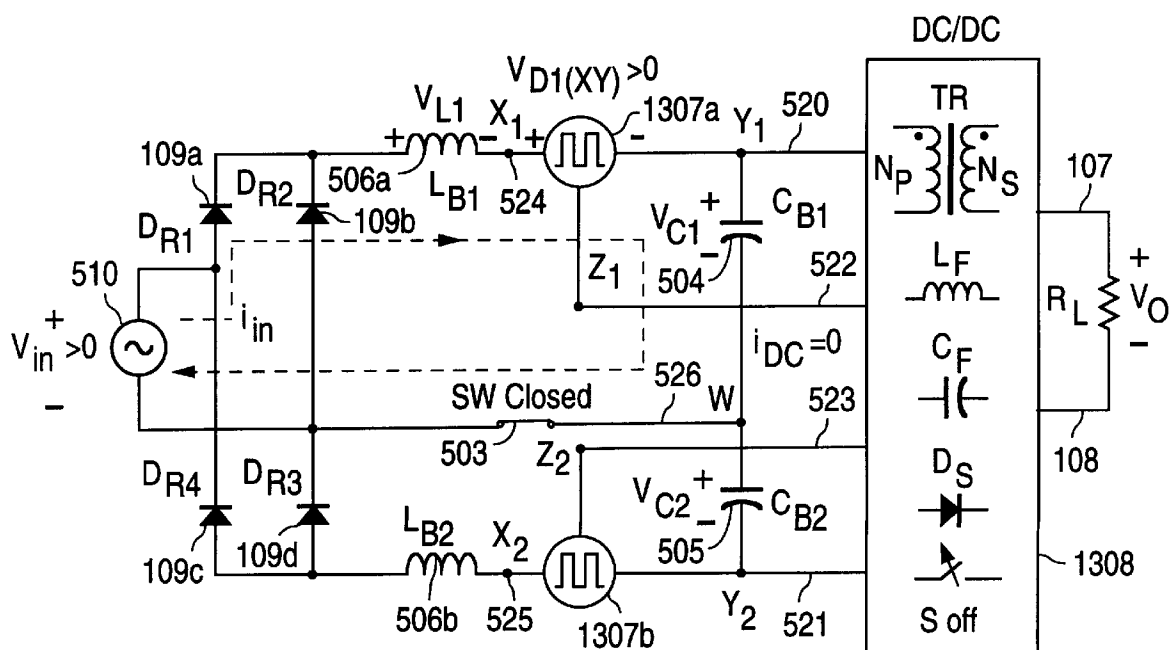 DC/DC
V_D1(XY) >0
1307a
V_L1
X_1
+ -
+ -
Y_1
520
TR
109a
D_R2
506a
L_B1
524
N_P
N_S
107
109b
V_C1
+
-
C_B1
D_R1
504
522
510
Z_1
L_F
+
V_in >0
-
i_in
i_DC =0
R_L
+
V_O
-
526
C_F
SW Closed
W
523
503
Z_2
108
D_R4
D_R3
V_C2
+
-
C_B2
D_S
L_B2
X_2
505
109c
109d
1308
506b
525
1307b
Y_2
521
S off